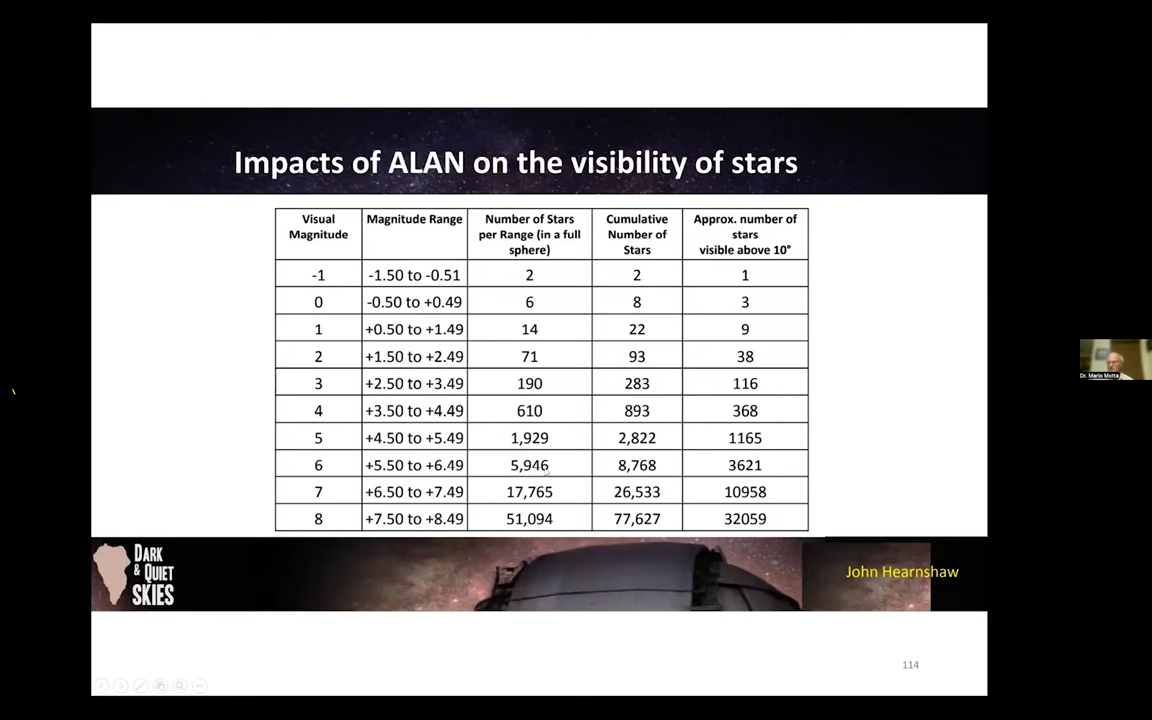 Impacts of ALAN on the visibility of stars
Visual Magnitude | Magnitude Range | Number of Stars per Range (in a full sphere) | Cumulative Number of Stars | Approx. number of stars visible above 10°
-1 | -1.50 to -0.51 | 2 | 2 | 1
0 | -0.50 to +0.49 | 6 | 8 | 3
1 | +0.50 to +1.49 | 14 | 22 | 9
2 | +1.50 to +2.49 | 71 | 93 | 38
3 | +2.50 to +3.49 | 190 | 283 | 116
4 | +3.50 to +4.49 | 610 | 893 | 368
5 | +4.50 to +5.49 | 1,929 | 2,822 | 1165
6 | +5.50 to +6.49 | 5,946 | 8,768 | 3621
7 | +6.50 to +7.49 | 17,765 | 26,533 | 10958
8 | +7.50 to +8.49 | 51,094 | 77,627 | 32059
DARK
& QUIET
SKIES
John Hearnshaw
114
Dr. Mario Motta